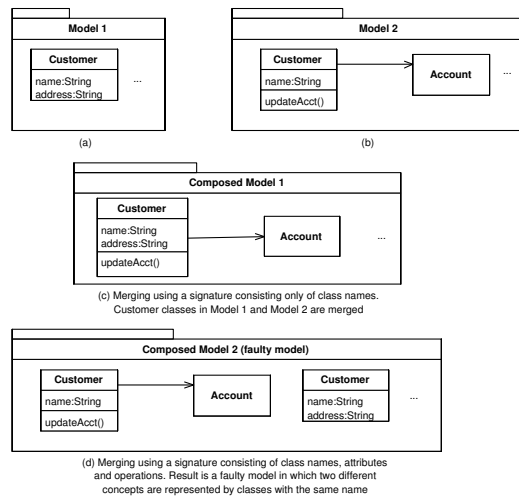 Model 1
Customer
name:String
address:String
...
(a)
Model 2
Customer
name:String
updateAcct()
Account
...
(b)
Composed Model 1
Customer
name:String
address:String
updateAcct()
Account
...
(c) Merging using a signature consisting only of class names.
Customer classes in Model 1 and Model 2 are merged
Composed Model 2 (faulty model)
Customer
name:String
updateAcct()
Account
Customer
name:String
address:String
...
(d) Merging using a signature consisting of class names, attributes
and operations. Result is a faulty model in which two different
concepts are represented by classes with the same name